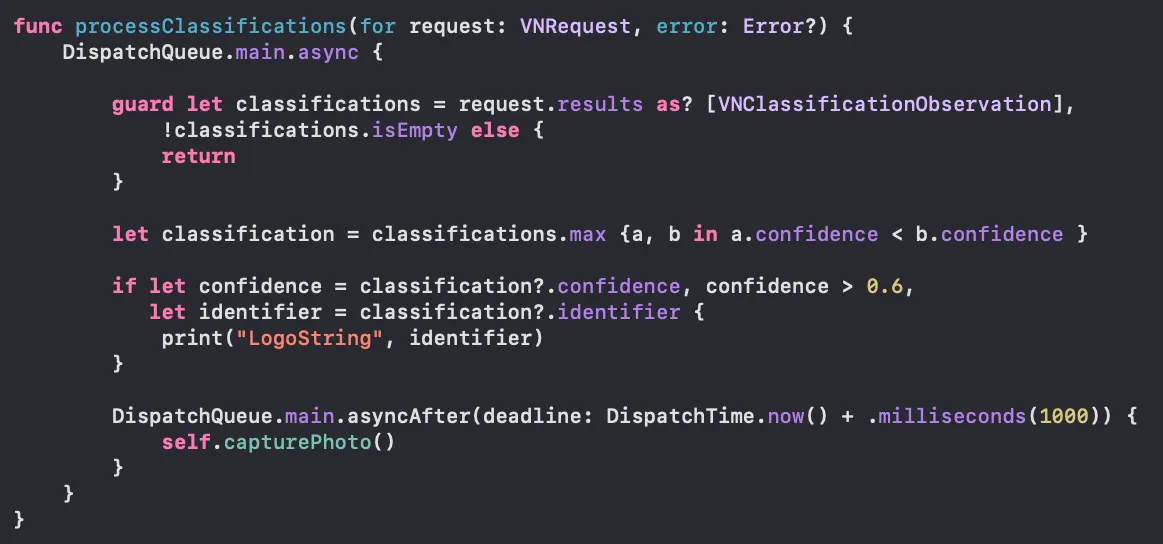 func processClassifications(for request: VNRequest, error: Error?) {
    DispatchQueue.main.async {

        guard let classifications = request.results as? [VNClassificationObservation],
            !classifications.isEmpty else {
            return
        }

        let classification = classifications.max {a, b in a.confidence < b.confidence }

        if let confidence = classification?.confidence, confidence > 0.6,
           let identifier = classification?.identifier {
            print("LogoString", identifier)
        }

        DispatchQueue.main.asyncAfter(deadline: DispatchTime.now() + .milliseconds(1000)) {
            self.capturePhoto()
        }
    }
}